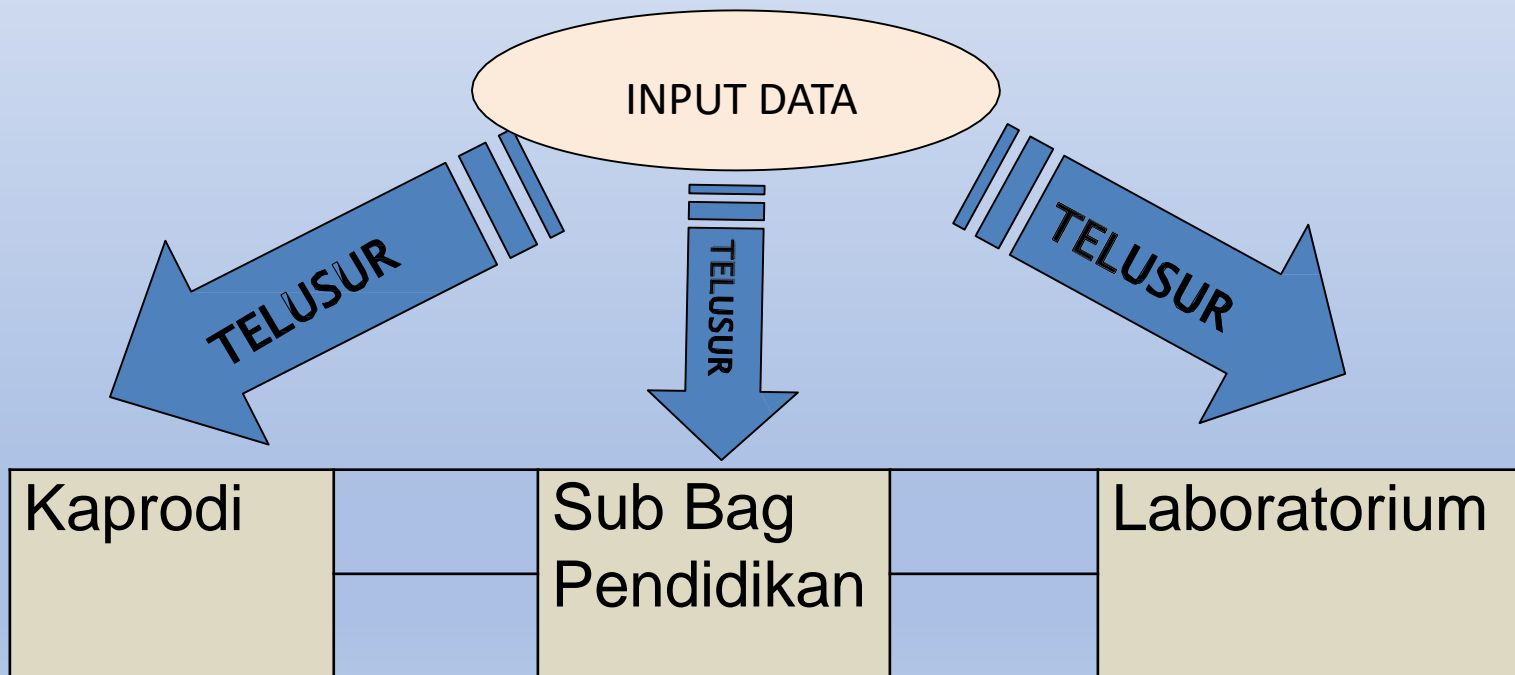 INPUT DATA
TELUSUR
TELUSUR
TELUSUR
Kaprodi
Sub Bag
Pendidikan
Laboratorium